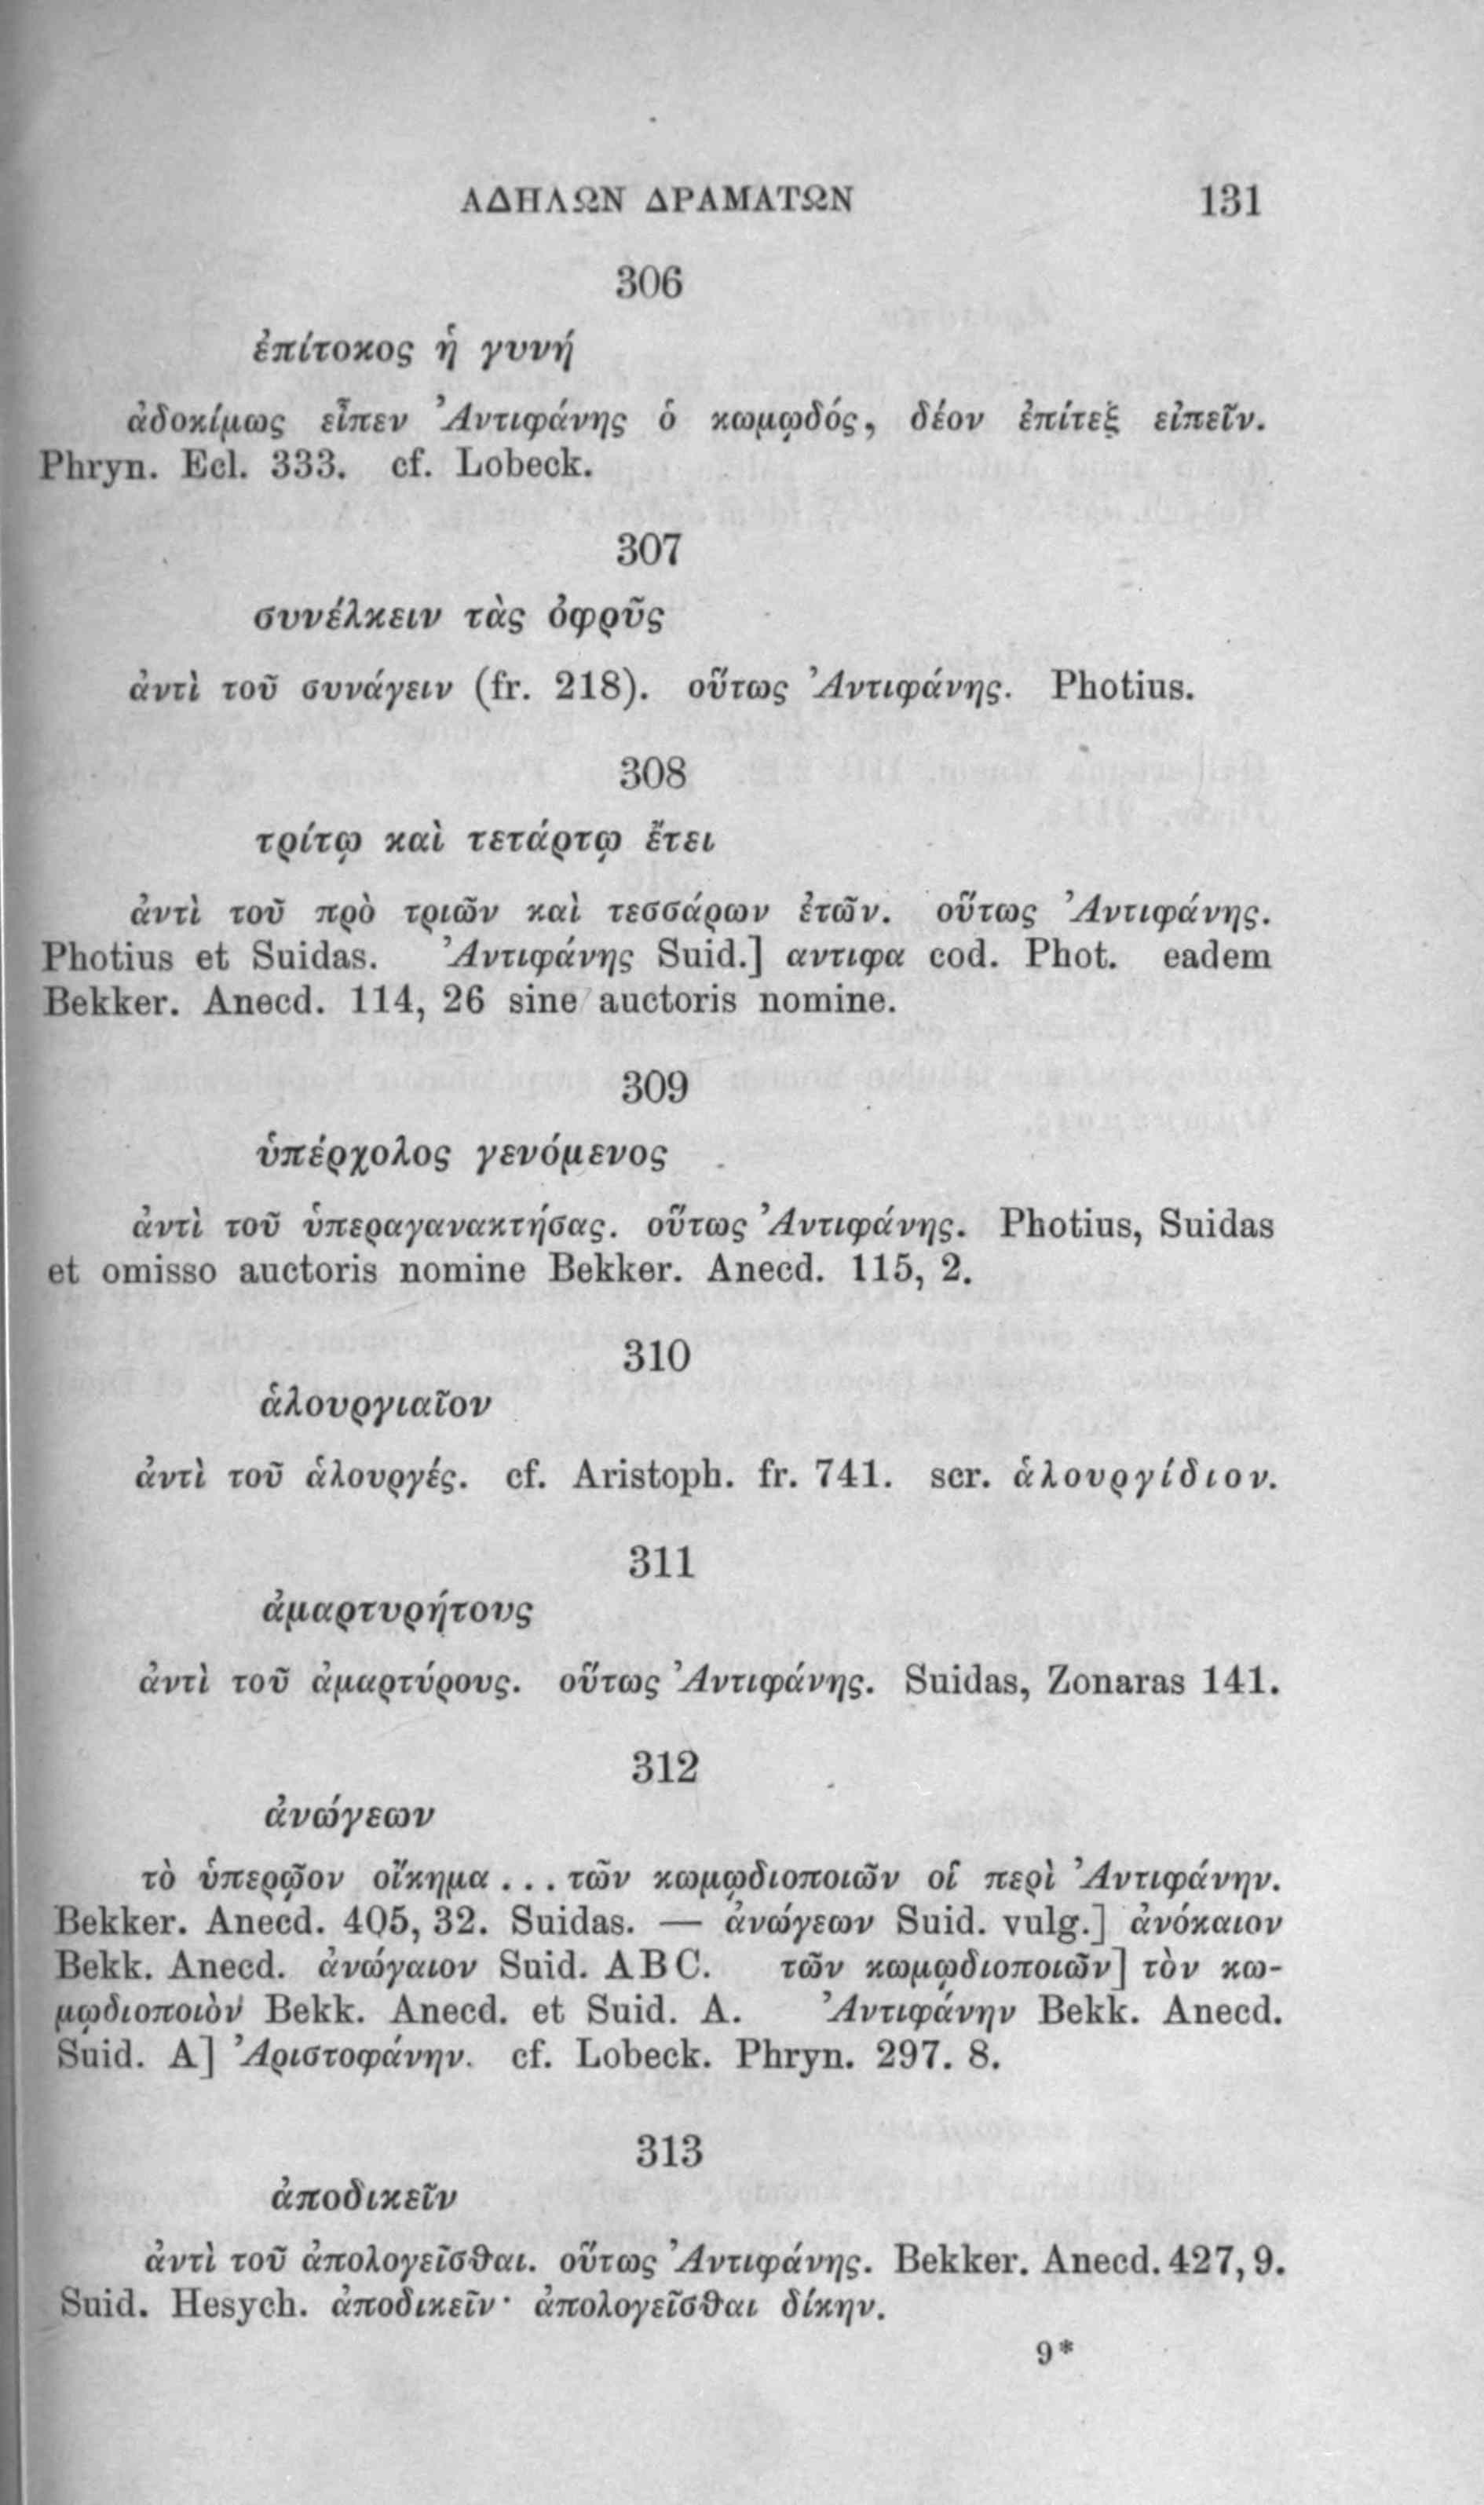 ΑΔΗΛΩΝ ΔΡΑΜΑΤΩΝ 131
306
ἐπίτοκος ἡ γυνή
ἀδοκίμως εἶπεν Ἀντιφάνης ὁ κωμῳδός, δέον ἐπίτεξ εἰπεῖν.
Phryn. Ecl. 333. cf. Lobeck.
307
συνέλκειν τὰς ὀφρῦς
ἀντὶ τοῦ συνάγειν (fr. 218). οὕτως Ἀντιφάνης. Photius.
308
τρίτῳ καὶ τετάρτῳ ἔτει
ἀντὶ τοῦ πρὸ τριῶν καὶ τεσσάρων ἐτῶν. οὕτως Ἀντιφάνης.
Photius et Suidas. Ἀντιφάνης Suid.] αντιφα cod. Phot. eadem
Bekker. Anecd. 114, 26 sine auctoris nomine.
309
ὑπέρχολος γενόμενος
ἀντὶ τοῦ ὑπεραγανακτήσας. οὕτως Ἀντιφάνης. Photius, Suidas
et omisso auctoris nomine Bekker. Anecd. 115, 2.
310
ἁλουργιαῖον
ἀντὶ τοῦ ἁλουργές. cf. Aristoph. fr. 741. scr. ἁλουργίδιον.
311
ἀμαρτυρήτους
ἀντὶ τοῦ ἀμαρτύρους. οὕτως Ἀντιφάνης. Suidas, Zonaras 141.
312
ἀνώγεων
τὸ ὑπερῷον οἴκημα ... τῶν κωμῳδιοποιῶν οἱ περὶ Ἀντιφάνην.
Bekker. Anecd. 405, 32. Suidas. — ἀνώγεων Suid. vulg.] ἀνόκαιον
Bekk. Anecd. ἀνώγαιον Suid. ABC. τῶν κωμῳδιοποιῶν] τὸν κω-
μῳδιοποιὸν Bekk. Anecd. et Suid. A. Ἀντιφάνην Bekk. Anecd.
Suid. A] Ἀριστοφάνην. cf. Lobeck. Phryn. 297. 8.
313
ἀποδικεῖν
ἀντὶ τοῦ ἀπολογεῖσθαι. οὕτως Ἀντιφάνης. Bekker. Anecd. 427, 9.
Suid. Hesych. ἀποδικεῖν· ἀπολογεῖσθαι δίκην.
9*